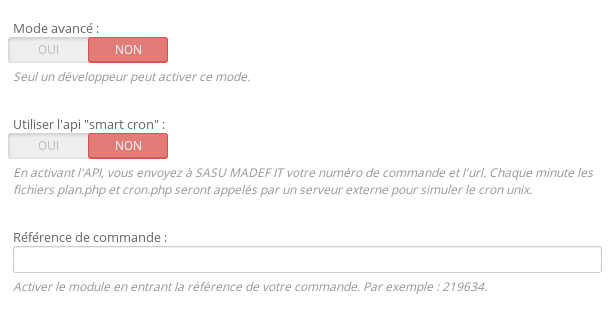 Mode avancé :
OUI NON
Seul un développeur peut activer ce mode.
Utiliser l'api "smart cron" :
OUI NON
En activant l'API, vous envoyez à SASU MADEF IT votre numéro de commande et l'url. Chaque minute les
fichiers plan.php et cron.php seront appelés par un serveur externe pour simuler le cron unix.
Référence de commande :
Activer le module en entrant la référence de votre commande. Par exemple : 219634.